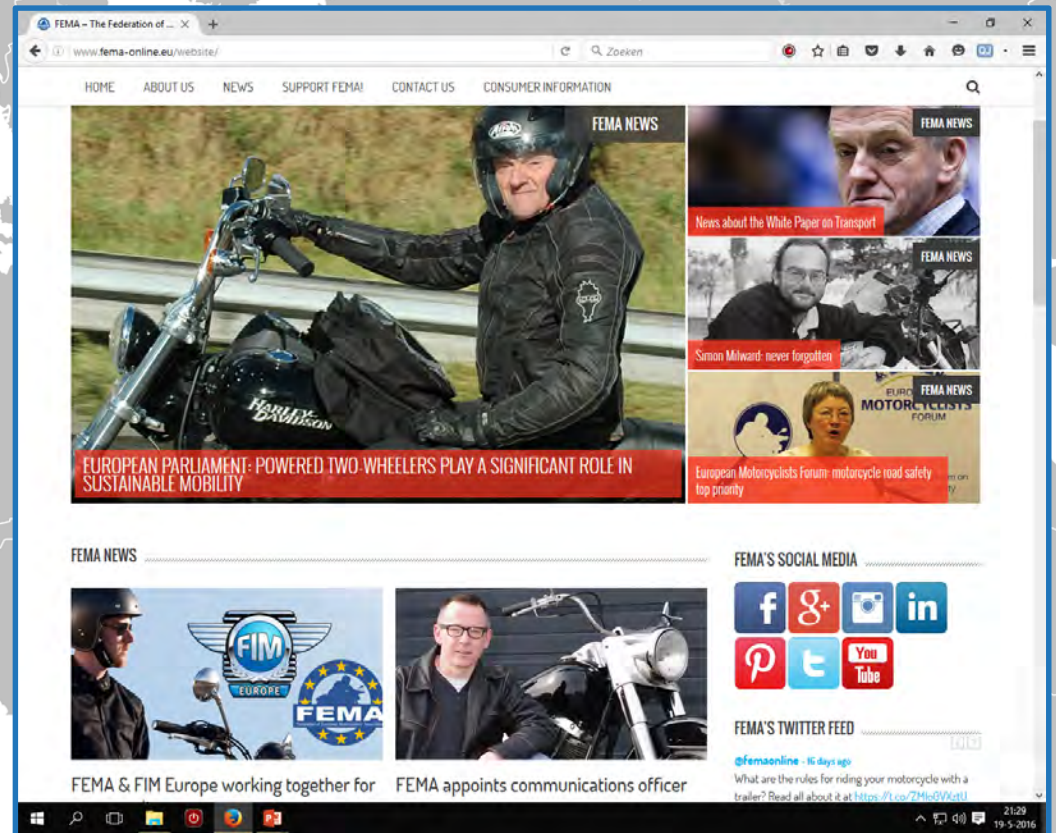 FEMA – The Federation of ...
www.fema-online.eu/website/
Zoeken
HOME ABOUT US NEWS SUPPORT FEMA! CONTACT US CONSUMER INFORMATION
FEMA NEWS
HARLEY-DAVIDSON
EUROPEAN PARLIAMENT: POWERED TWO-WHEELERS PLAY A SIGNIFICANT ROLE IN
SUSTAINABLE MOBILITY
FEMA NEWS
News about the White Paper on Transport
FEMA NEWS
Simon Milward: never forgotten
FEMA NEWS
MOTORCYCLISTS
FORUM
European Motorcyclists Forum: motorcycle road safety
top priority
FEMA NEWS
FIM
EUROPE
FEMA
FEMA & FIM Europe working together for
FEMA appoints communications officer
FEMA'S SOCIAL MEDIA
f g+ in
You
Tube
FEMA'S TWITTER FEED
@femaonline - 16 days ago
What are the rules for riding your motorcycle with a
trailer? Read all about it at
21:29
19-5-2016